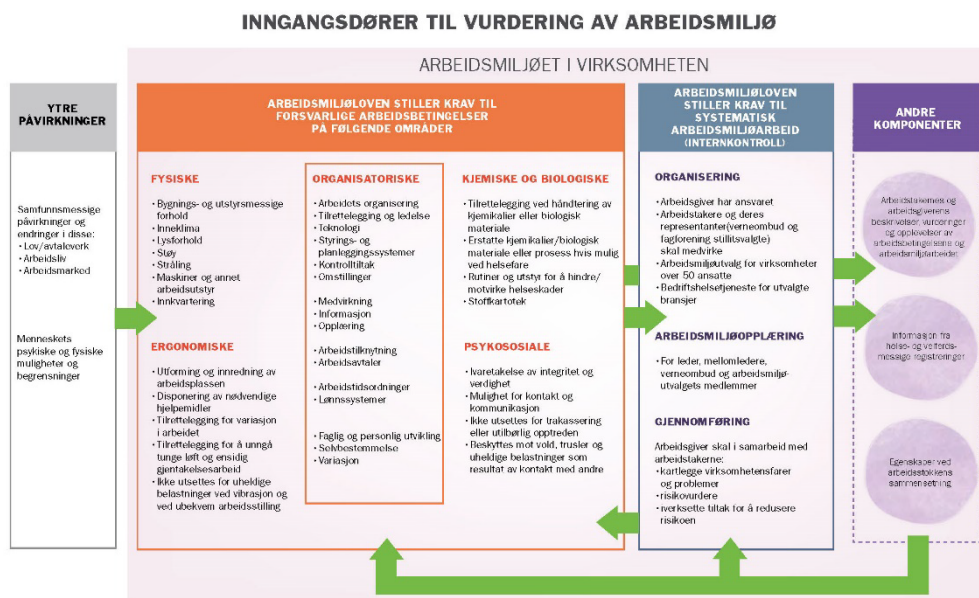 INNGANGSDØRER TIL VURDERING AV ARBEIDSMILJØ
ARBEIDSMILJØET I VIRKSOMHETEN
YTRE
PÅVIRKNINGER
Samfunnsmessige
påvirkninger og
endringer i disse:
• Lov/avtaleverk
• Arbeidsliv
• Arbeidsmarked
Menneskets
psykiske og fysiske
muligheter og
begrensninger
ARBEIDSMILJØLOVEN STILLER KRAV TIL
FORSVARLIGE ARBEIDSBETINGELSER
PÅ FØLGENDE OMRÅDER
FYSISKE
• Bygnings- og utstyrsmessige
forhold
• Inneklima
• Lysforhold
• Støy
• Stråling
• Maskiner og annet
arbeidsutstyr
• Innkvartering
ERGONOMISKE
• Utforming og innredning av
arbeidsplassen
• Disponering av nødvendige
hjelpemidler
• Tilrettelegging for variasjon
i arbeidet
• Tilrettelegging for å unngå
tunge løft og ensidig
gjentakelsesarbeid
• Ikke utsettes for uheklige
belastninger ved vibrasjon og
ved ubekvem arbeidsstilling
ORGANISATORISKE
• Arbeidets organisering
• Tilrettelegging og ledelse
• Teknologi
• Styrings- og
planleggingssystemer
• Kontrolltiltak
• Omstillinger
• Medvirkning
• Informasjon
• Opplæring
• Arbeidstilknytning
• Arbeidsavtaler
• Arbeidstidsordninger
• Lønnssystemer
• Faglig og personlig utvikling
• Selvbestemmelse
• Variasjon
KJEMISKE OG BIOLOGISKE
• Tilrettelegging ved håndtering av
kjemikalier eller biologisk
materiale
• Erstatte kjemikalier/biologisk
materiale eller prosess hvis mulig
ved helsefare
• Rutiner og utstyr for å hindre/
motvirke helseskader
• Stoffkartotek
PSYKOSOSIALE
• Ivaretakelse av integritet og
verdighet
• Mulighet for kontakt og
kommunikasjon
• Ikke utsettes for trakassering
eller utilbørlig opptreden
• Beskyttes mot vold, trusler og
uheldige belastninger som
resultat av kontakt med andre
ARBEIDSMILJØLOVEN
STILLER KRAV TIL
SYSTEMATISK
ARBEIDSMILJØARBEID
(INTERNKONTROLL)
ORGANISERING
• Arbeidsgiver har ansvaret
• Arbeidstakere og deres
representanter(verneombud og
fagforening stillitsvalgte)
skal medvirke
• Arbeidsmiljøutvalg for virksomheter
over 50 ansatte
• Bedriftshelsetjeneste for utvalgte
bransjer
ARBEIDSMILJØOPPLÆRING
• For leder, mellomledere,
verneombud og arbeidsmiljø-
utvalgets medlemmer
GJENNOMFØRING
Arbeidsgiver skal i samarbeid med
arbeidstakerne:
• kartlegge virksomhetensfarer
og problemer
• risikovurdere
• iverksette tiltak for å redusere
risikoen
ANDRE
KOMPONENTER
Arbeidstakernes og
arbeidsgiverens
beskrivelser, vurderinger
og opplevelser av
arbeidsbetingelsene og
arbeidsmiljøarbeidet
Informasjon fra
helse- og velferds-
messige registreringer
Egenskaper ved
arbeidsstokkens
sammensetning